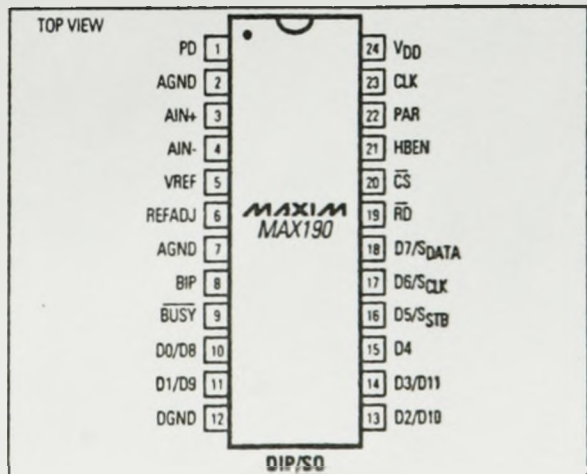 TOP VIEW
PD 1
AGND 2
AIN+ 3
AIN- 4
VREF 5
REFADJ 6
AGND 7
BIP 8
BUSY 9
D0/D8 10
D1/D9 11
DGND 12
MAXIM
MAX190
24 VDD
23 CLK
22 PAR
21 HBEN
20 CS
19 RD
18 D7/SDATA
17 D6/SCLK
16 D5/SSTB
15 D4
14 D3/D11
13 D2/D10
DIP/SO